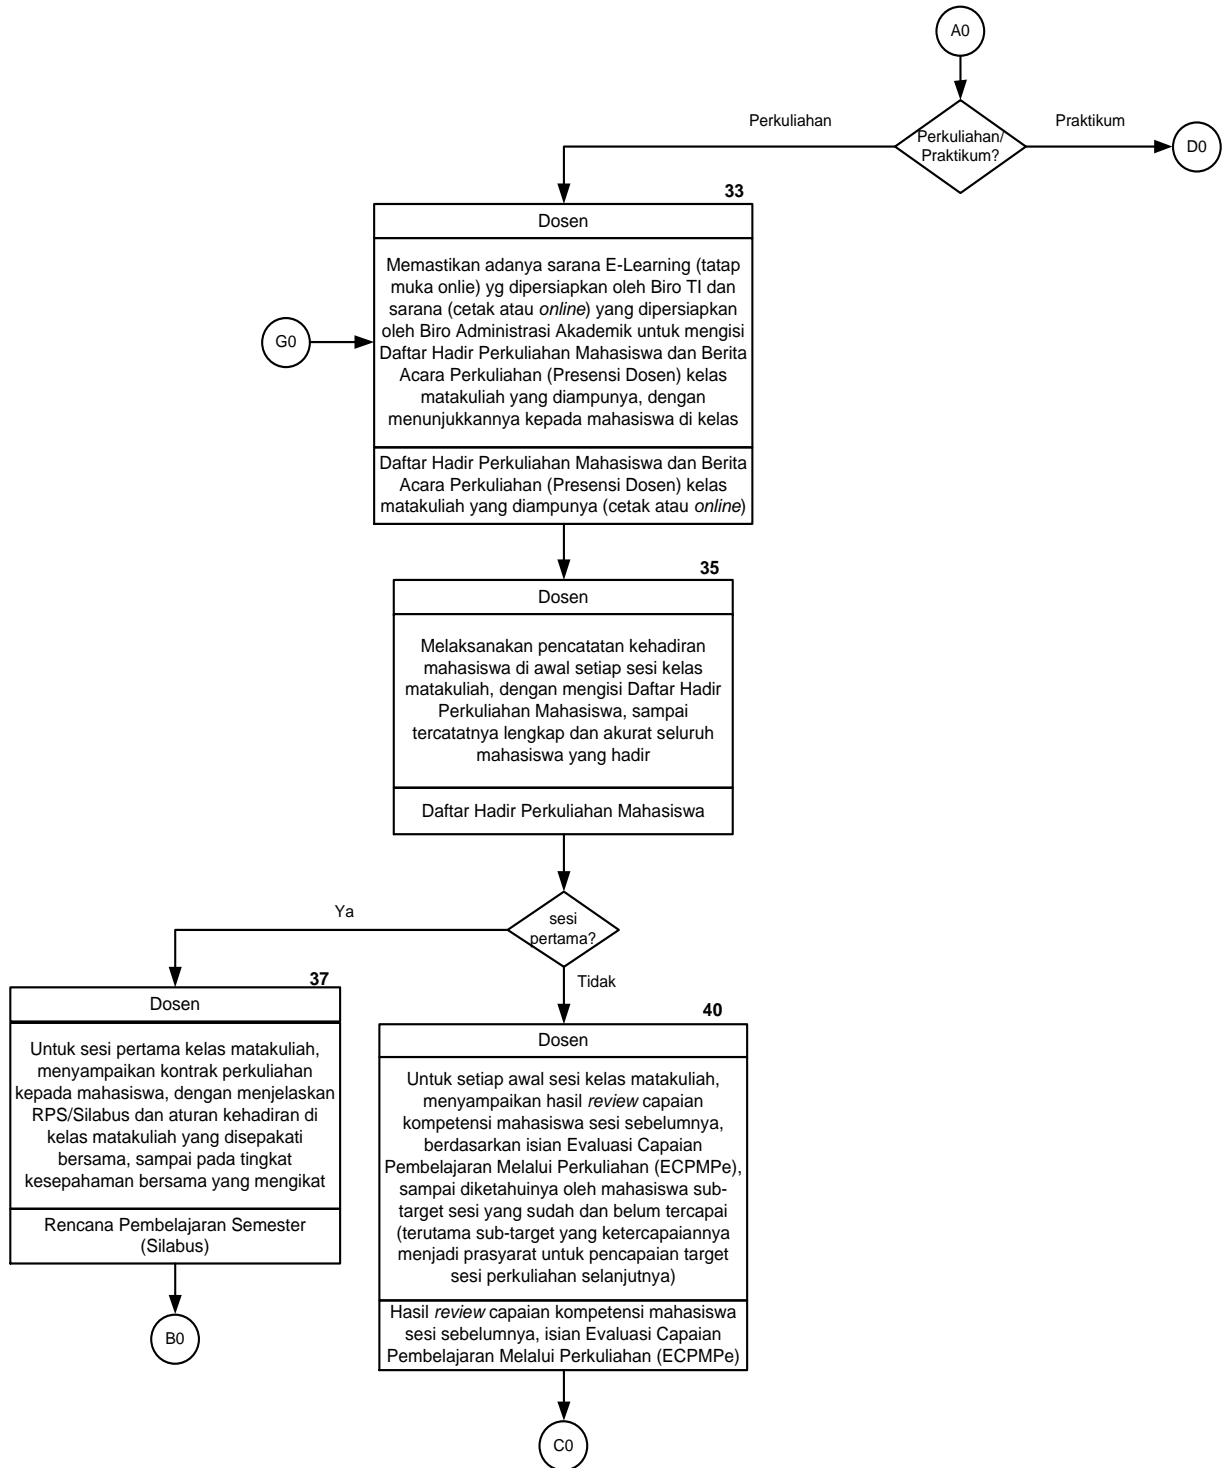 A0
Perkuliahan
Perkuliahan/
Praktikum?
Praktikum
D0
33
Dosen
Memastikan adanya sarana E-Learning (tatap
muka onlie) yg dipersiapkan oleh Biro TI dan
sarana (cetak atau online) yang dipersiapkan
oleh Biro Administrasi Akademik untuk mengisi
Daftar Hadir Perkuliahan Mahasiswa dan Berita
Acara Perkuliahan (Presensi Dosen) kelas
matakuliah yang diampunya, dengan
menunjukkannya kepada mahasiswa di kelas
G0
Daftar Hadir Perkuliahan Mahasiswa dan Berita
Acara Perkuliahan (Presensi Dosen) kelas
matakuliah yang diampunya (cetak atau online)
35
Dosen
Melaksanakan pencatatan kehadiran
mahasiswa di awal setiap sesi kelas
matakuliah, dengan mengisi Daftar Hadir
Perkuliahan Mahasiswa, sampai
tercatatnya lengkap dan akurat seluruh
mahasiswa yang hadir
Daftar Hadir Perkuliahan Mahasiswa
sesi
pertama?
Ya
Tidak
37
Dosen
Untuk sesi pertama kelas matakuliah,
menyampaikan kontrak perkuliahan
kepada mahasiswa, dengan menjelaskan
RPS/Silabus dan aturan kehadiran di
kelas matakuliah yang disepakati
bersama, sampai pada tingkat
kesepahaman bersama yang mengikat
Rencana Pembelajaran Semester
(Silabus)
B0
40
Dosen
Untuk setiap awal sesi kelas matakuliah,
menyampaikan hasil review capaian
kompetensi mahasiswa sesi sebelumnya,
berdasarkan isian Evaluasi Capaian
Pembelajaran Melalui Perkuliahan (ECPMPe),
sampai diketahuinya oleh mahasiswa sub-
target sesi yang sudah dan belum tercapai
(terutama sub-target yang ketercapaiannya
menjadi prasyarat untuk pencapaian target
sesi perkuliahan selanjutnya)
Hasil review capaian kompetensi mahasiswa
sesi sebelumnya, isian Evaluasi Capaian
Pembelajaran Melalui Perkuliahan (ECPMPe)
C0